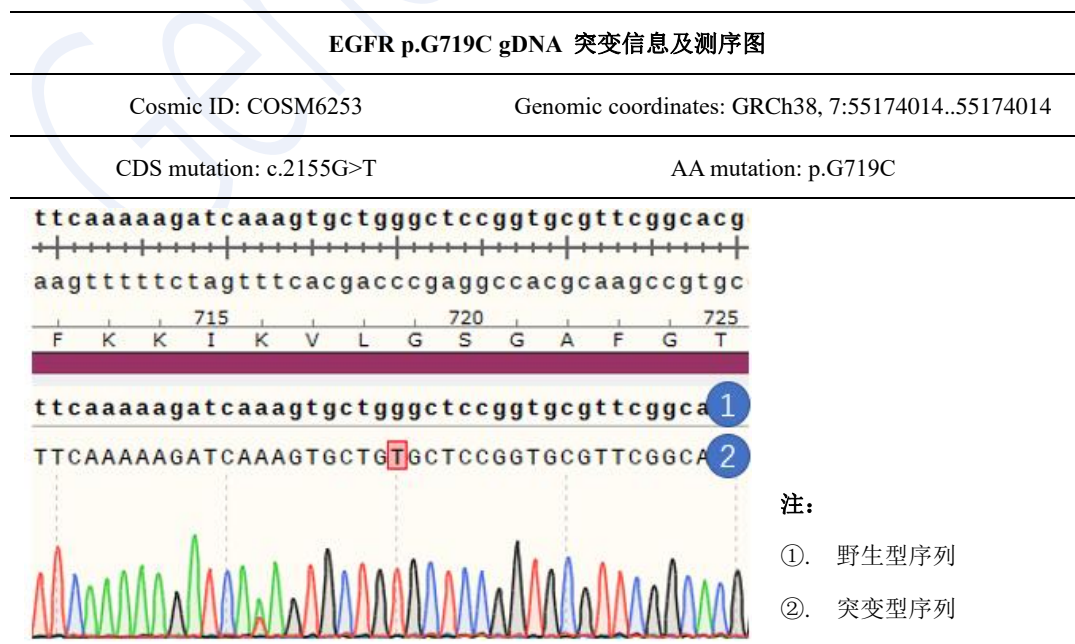 EGFR p.G719C gDNA 突变信息及测序图
Cosmic ID: COSM6253 Genomic coordinates: GRCh38, 7:55174014..55174014
CDS mutation: c.2155G>T AA mutation: p.G719C
ttcaaaaagatcaaagtgctgggctccggtgcgttcggcacg
aagtttttctagtttcacgacccgaggccacgcaagccgtgc
715 720 725
F K K I K V L G S G A F G T
ttcaaaaagatcaaagtgctgggctccggtgcgttcggca 1
TTCAAAAAGATCAAAGTGCTGTGCTCCGGTGCGTTCGGCA 2
注：
①. 野生型序列
②. 突变型序列